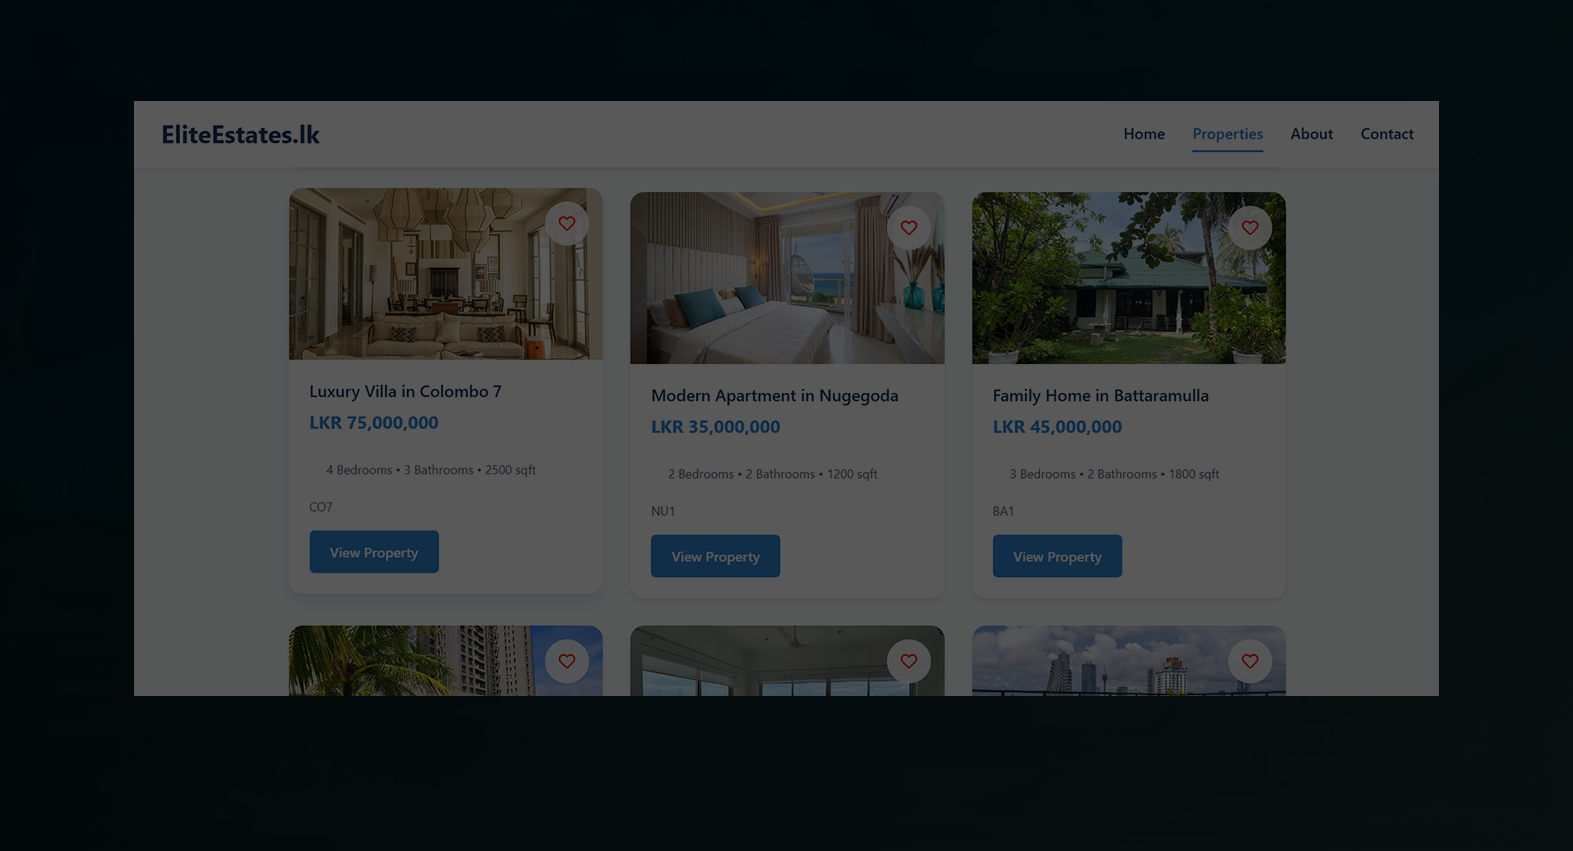 EliteEstates.lk
Home Properties About Contact
Luxury Villa in Colombo 7
LKR 75,000,000
4 Bedrooms • 3 Bathrooms • 2500 sqft
CO7
View Property
Modern Apartment in Nugegoda
LKR 35,000,000
2 Bedrooms • 2 Bathrooms • 1200 sqft
NU1
View Property
Family Home in Battaramulla
LKR 45,000,000
3 Bedrooms • 2 Bathrooms • 1800 sqft
BA1
View Property